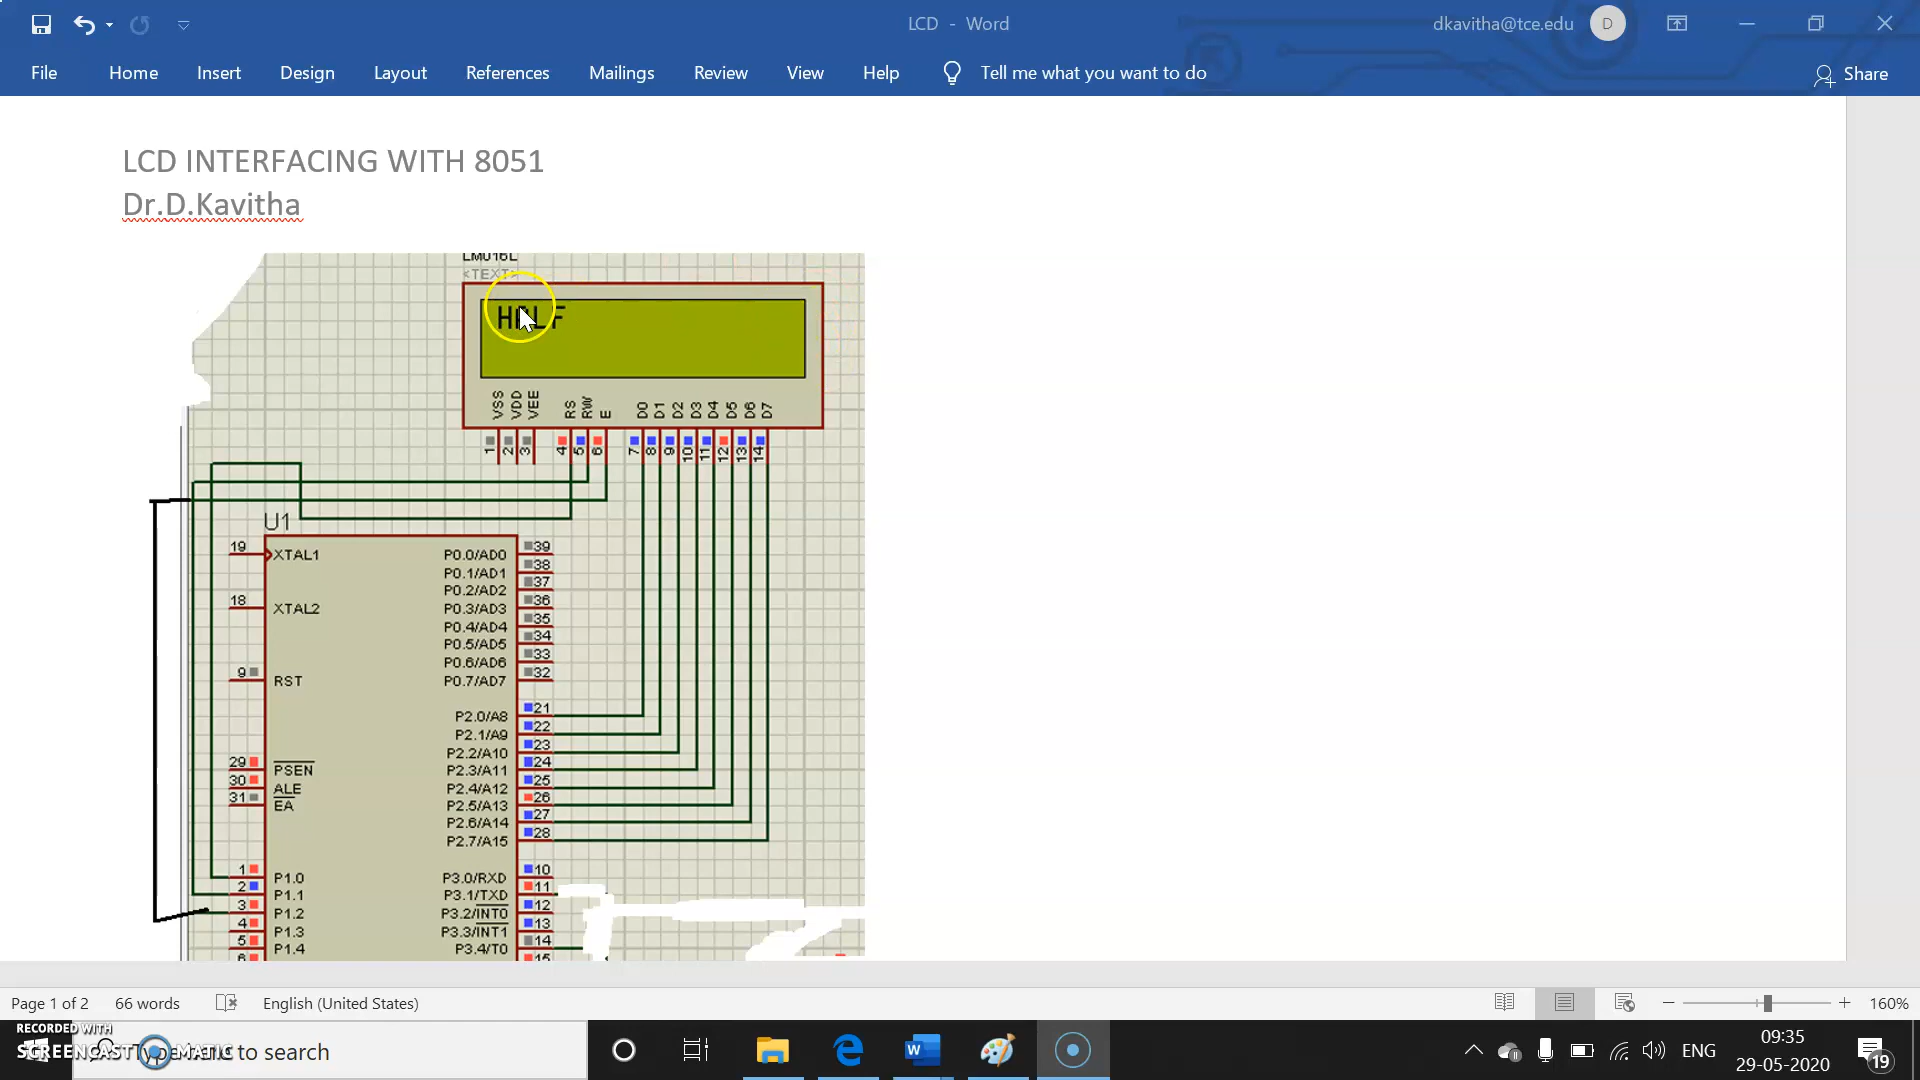 LCD - Word
dkavitha@tce.edu
D
File Home Insert Design Layout References Mailings Review View Help Tell me what you want to do Share
LCD INTERFACING WITH 8051
Dr.D.Kavitha
LM016L
<TEXT>
VSS VDD VEE RS RW E D0 D1 D2 D3 D4 D5 D6 D7
1 2 3 4 5 6 7 8 9 10 11 12 13 14
U1
19 XTAL1 P0.0/AD0 39
P0.1/AD1 38
P0.2/AD2 37
18 XTAL2 P0.3/AD3 36
P0.4/AD4 35
P0.5/AD5 34
P0.6/AD6 33
9 RST P0.7/AD7 32
P2.0/A8 21
P2.1/A9 22
P2.2/A10 23
29 PSEN P2.3/A11 24
30 ALE P2.4/A12 25
31 EA P2.5/A13 26
P2.6/A14 27
P2.7/A15 28
1 P1.0 P3.0/RXD 10
2 P1.1 P3.1/TXD 11
3 P1.2 P3.2/INT0 12
4 P1.3 P3.3/INT1 13
5 P1.4 P3.4/T0 14
6 15
Page 1 of 2 66 words English (United States) 160%
RECORDED WITH
SCREENCAST MATIC
to search
ENG
09:35
29-05-2020
19